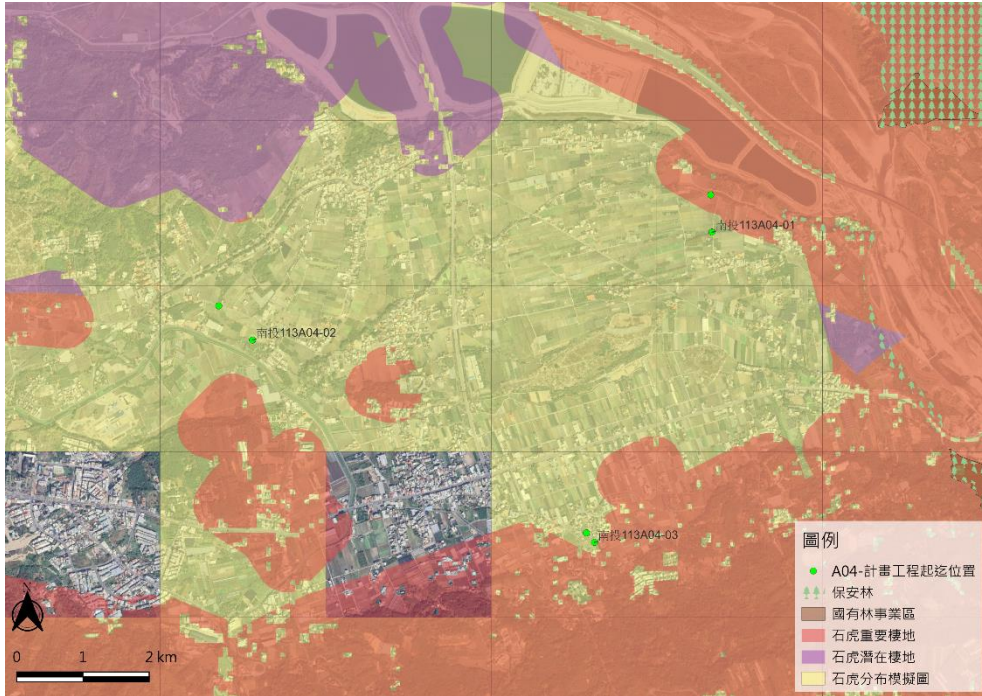 南投113A04-01
南投113A04-02
南投113A04-03
圖例
A04-計畫工程起迄位置
保安林
國有林事業區
石虎重要棲地
石虎潛在棲地
石虎分布模擬圖
N
0 1 2 km